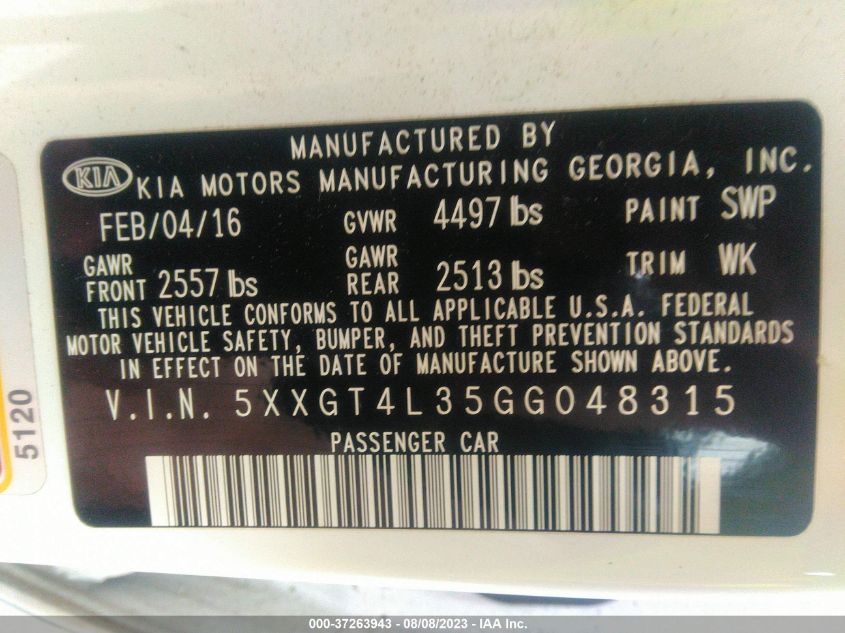 MANUFACTURED BY
KIA KIA MOTORS MANUFACTURING GEORGIA, INC.
FEB/04/16 GVWR 4497 lbs PAINT SWP
GAWR FRONT 2557 lbs GAWR REAR 2513 lbs TRIM WK
THIS VEHICLE CONFORMS TO ALL APPLICABLE U.S.A. FEDERAL
MOTOR VEHICLE SAFETY, BUMPER, AND THEFT PREVENTION STANDARDS
IN EFFECT ON THE DATE OF MANUFACTURE SHOWN ABOVE.
V.I.N. 5XXGT4L35GG048315
PASSENGER CAR
5120
000-37263943 - 08/08/2023 - IAA Inc.